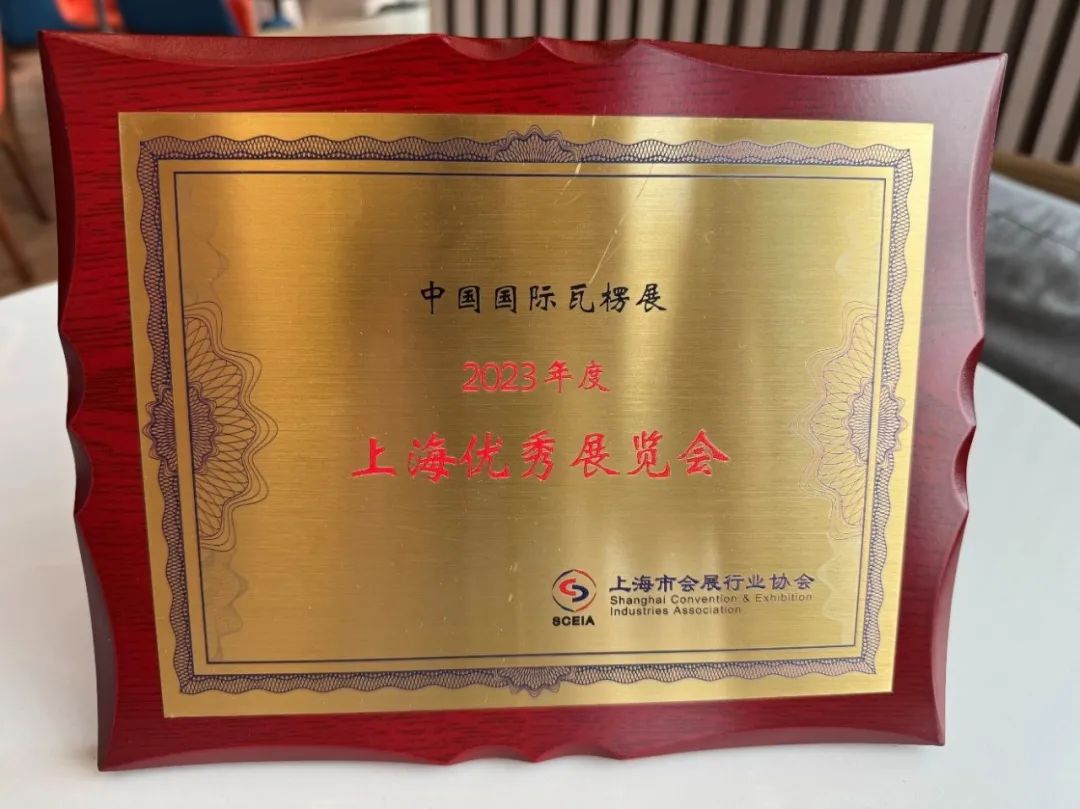 中国国际瓦楞展
2023年度
上海优秀展览会
上海市会展行业协会
Shanghai Convention & Exhibition
Industries Association
SCEIA